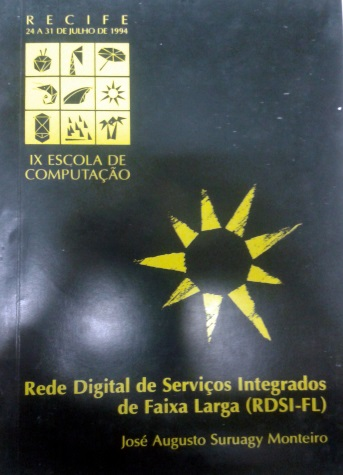 RECIFE
24 A 31 DE JULHO DE 1994
IX ESCOLA DE
COMPUTAÇÃO
Rede Digital de Serviços Integrados
de Faixa Larga (RDSI-FL)
José Augusto Suruagy Monteiro